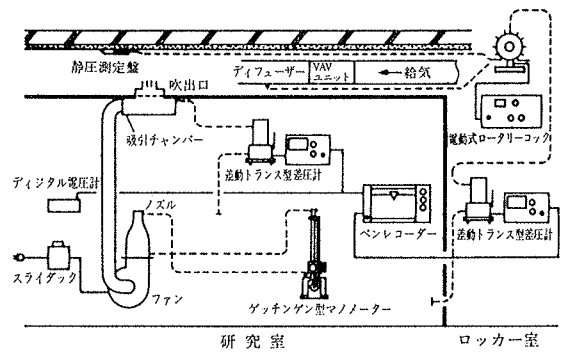 静圧測定盤
ディフューザー
VAV
ユニット
給気
吹出口
吸引チャンバー
電動式ロータリーコック
差動トランス型差圧計
ディジタル電圧計
ノズル
ペンレコーダー
差動トランス型差圧計
スライダック
ファン
ゲッチンゲン型マノメーター
研究室
ロッカー室